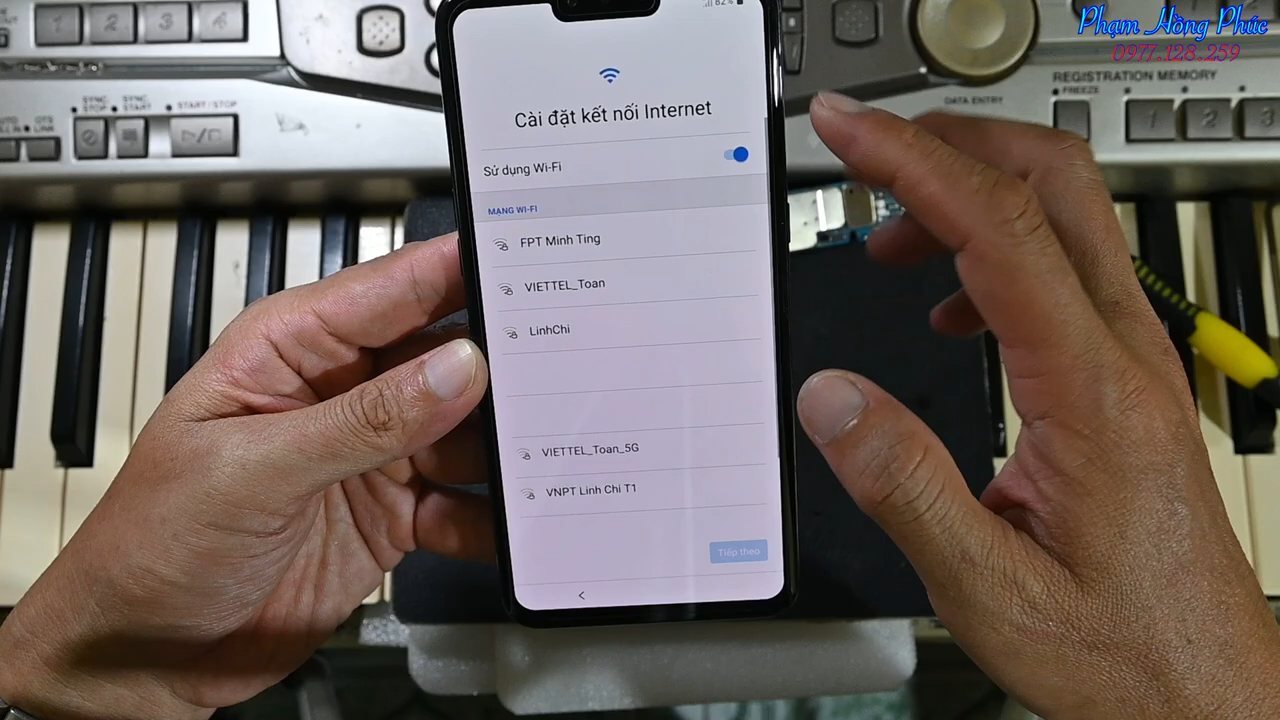 Phạm Hồng Phúc
0977.128.259
1 2 3 4
SYNC STOP
SYNC START
START/STOP
REGISTRATION MEMORY
FREEZE
DATA ENTRY
1 2 3
82%
Cài đặt kết nối Internet
Sử dụng Wi-Fi
MẠNG WI-FI
FPT Minh Ting
VIETTEL_Toan
LinhChi
VIETTEL_Toan_5G
VNPT Linh Chi T1
Tiếp theo